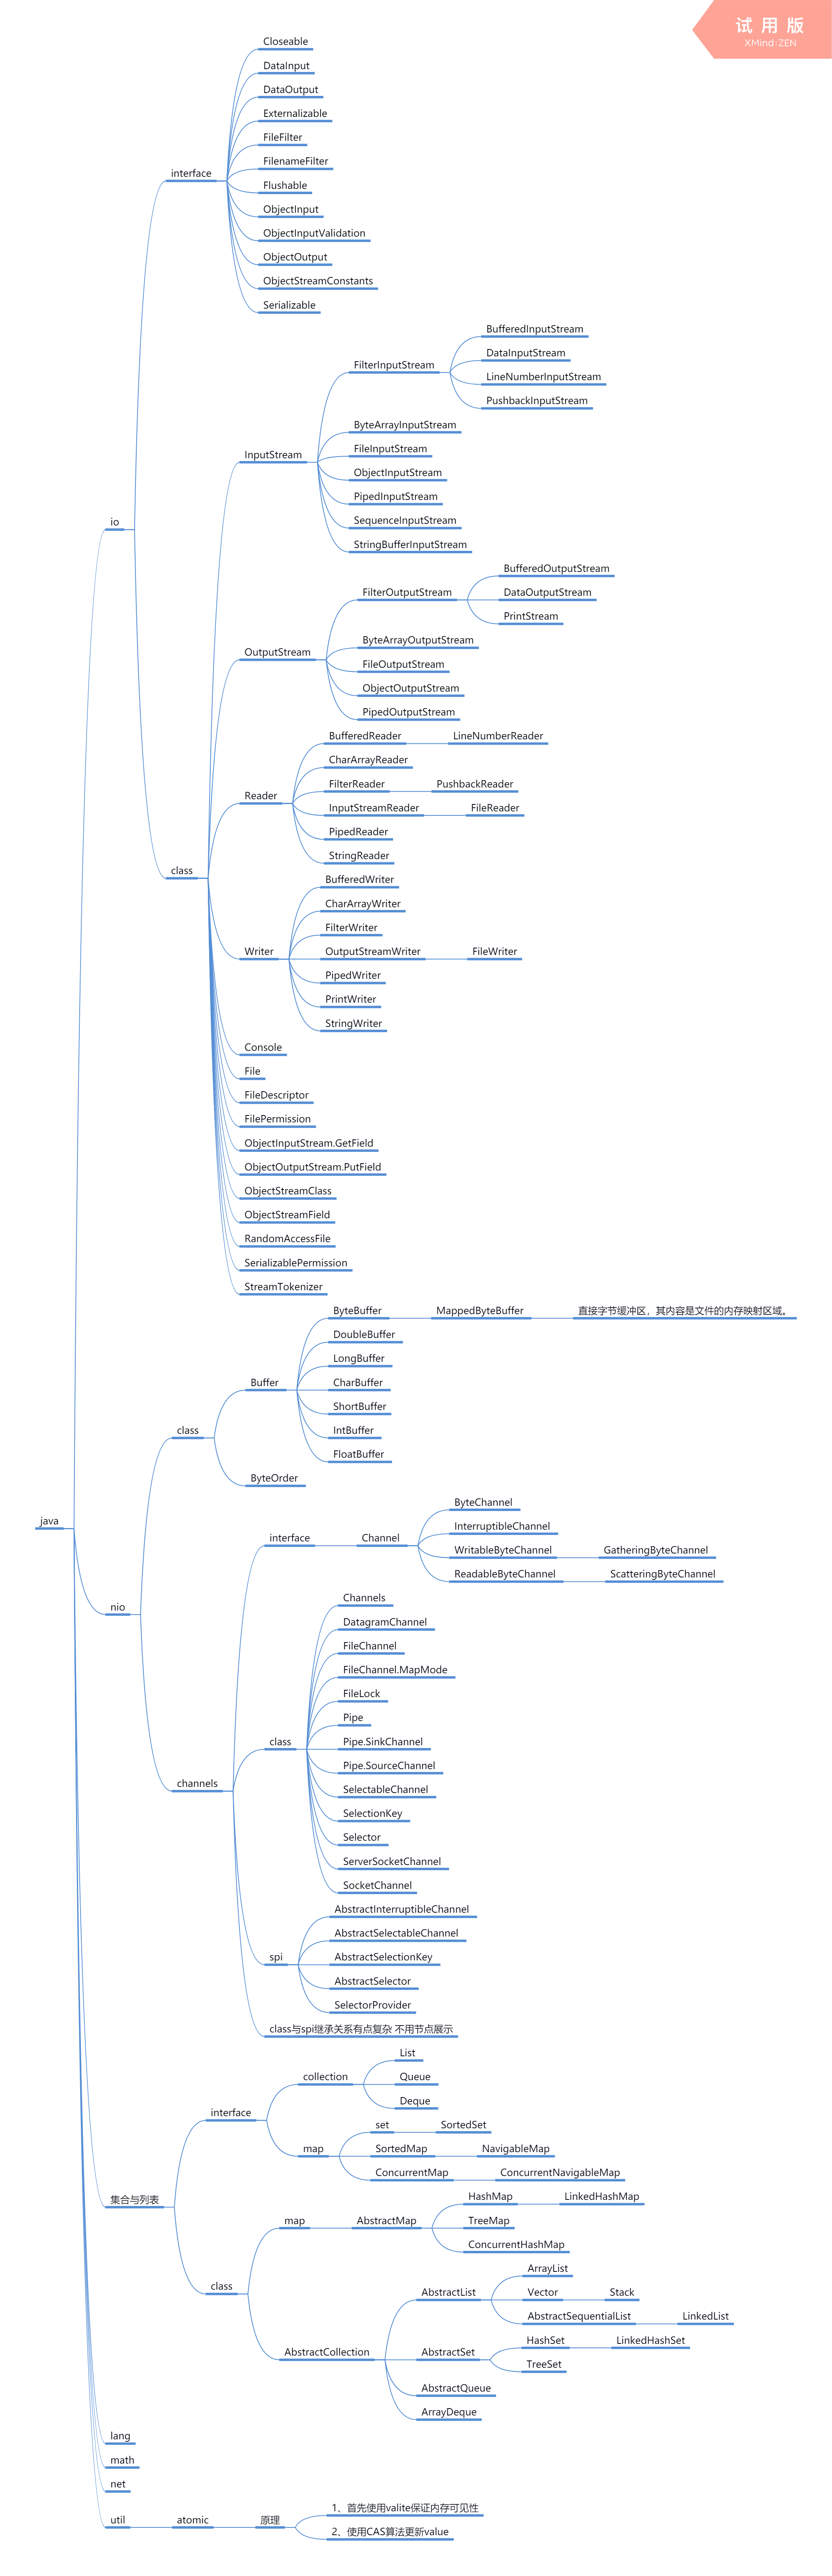 试用版
XMind:ZEN
java
io
interface
Closeable
DataInput
DataOutput
Externalizable
FileFilter
FilenameFilter
Flushable
ObjectInput
ObjectInputValidation
ObjectOutput
ObjectStreamConstants
Serializable
class
InputStream
FilterInputStream
BufferedInputStream
DataInputStream
LineNumberInputStream
PushbackInputStream
ByteArrayInputStream
FileInputStream
ObjectInputStream
PipedInputStream
SequenceInputStream
StringBufferInputStream
OutputStream
FilterOutputStream
BufferedOutputStream
DataOutputStream
PrintStream
ByteArrayOutputStream
FileOutputStream
ObjectOutputStream
PipedOutputStream
Reader
BufferedReader
LineNumberReader
CharArrayReader
FilterReader
PushbackReader
InputStreamReader
FileReader
PipedReader
StringReader
Writer
BufferedWriter
CharArrayWriter
FilterWriter
OutputStreamWriter
FileWriter
PipedWriter
PrintWriter
StringWriter
Console
File
FileDescriptor
FilePermission
ObjectInputStream.GetField
ObjectOutputStream.PutField
ObjectStreamClass
ObjectStreamField
RandomAccessFile
SerializablePermission
StreamTokenizer
nio
class
Buffer
ByteBuffer
MappedByteBuffer
直接字节缓冲区，其内容是文件的内存映射区域。
DoubleBuffer
LongBuffer
CharBuffer
ShortBuffer
IntBuffer
FloatBuffer
ByteOrder
channels
interface
Channel
ByteChannel
InterruptibleChannel
WritableByteChannel
GatheringByteChannel
ReadableByteChannel
ScatteringByteChannel
class
Channels
DatagramChannel
FileChannel
FileChannel.MapMode
FileLock
Pipe
Pipe.SinkChannel
Pipe.SourceChannel
SelectableChannel
SelectionKey
Selector
ServerSocketChannel
SocketChannel
spi
AbstractInterruptibleChannel
AbstractSelectableChannel
AbstractSelectionKey
AbstractSelector
SelectorProvider
class与spi继承关系有点复杂 不用节点展示
集合与列表
interface
collection
List
Queue
Deque
map
set
SortedSet
SortedMap
NavigableMap
ConcurrentMap
ConcurrentNavigableMap
class
map
AbstractMap
HashMap
LinkedHashMap
TreeMap
ConcurrentHashMap
AbstractCollection
AbstractList
ArrayList
Vector
Stack
AbstractSequentialList
LinkedList
AbstractSet
HashSet
LinkedHashSet
TreeSet
AbstractQueue
ArrayDeque
lang
math
net
util
atomic
原理
1、首先使用valite保证内存可见性
2、使用CAS算法更新value